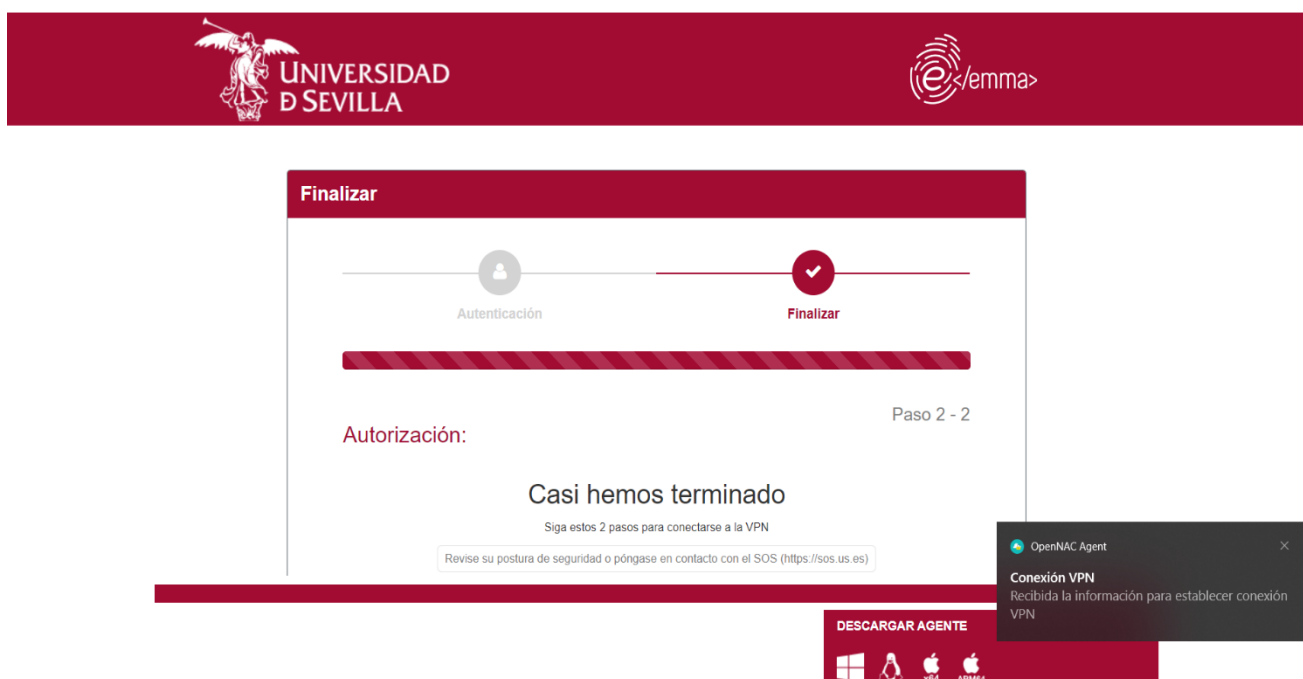 UNIVERSIDAD
Đ SEVILLA
e</emma>
Finalizar
Autenticación
Finalizar
Paso 2 - 2
Autorización:
Casi hemos terminado
Siga estos 2 pasos para conectarse a la VPN
Revise su postura de seguridad o póngase en contacto con el SOS (https://sos.us.es)
OpenNAC Agent
Conexión VPN
Recibida la información para establecer conexión
VPN
DESCARGAR AGENTE
x64 ARM64